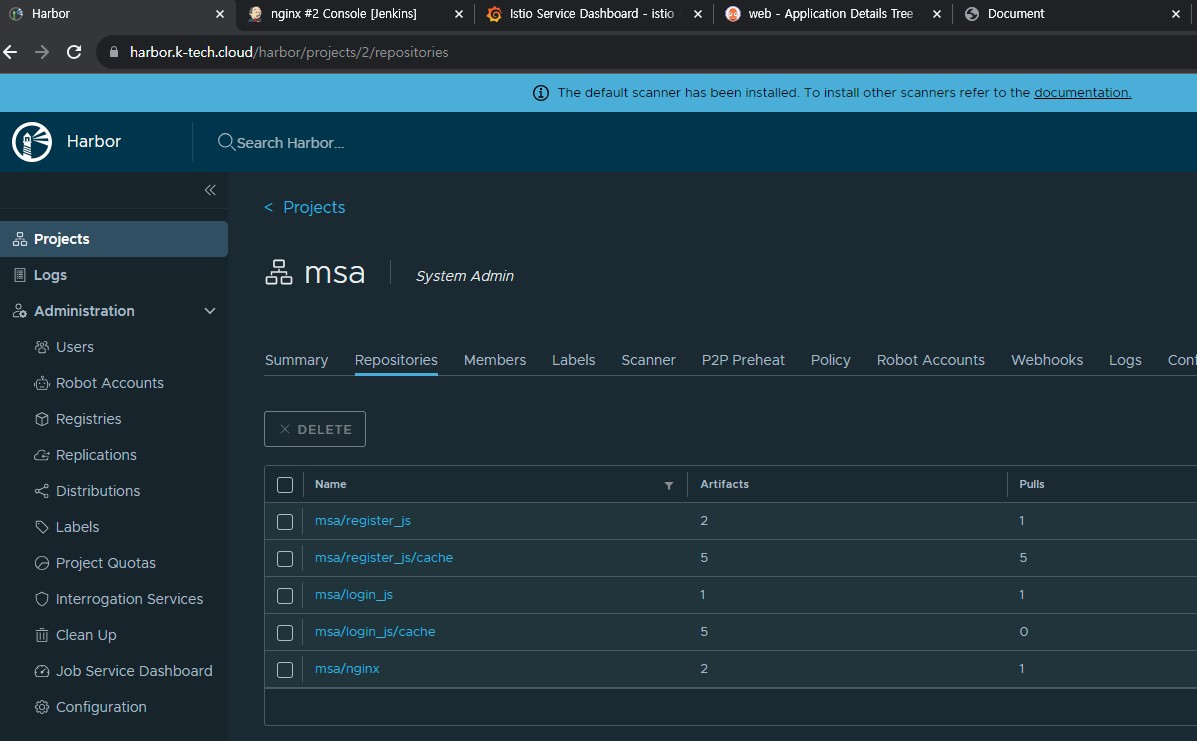 Harbor
nginx #2 Console [Jenkins]
Istio Service Dashboard - istio
web - Application Details Tree
Document
harbor.k-tech.cloud/harbor/projects/2/repositories
The default scanner has been installed. To install other scanners refer to the documentation.
Harbor
Search Harbor...
< Projects
Projects
msa
System Admin
Logs
Administration
Users
Robot Accounts
Registries
Replications
Distributions
Labels
Project Quotas
Interrogation Services
Clean Up
Job Service Dashboard
Configuration
Summary Repositories Members Labels Scanner P2P Preheat Policy Robot Accounts Webhooks Logs
DELETE
Name Artifacts Pulls
msa/register_js 2 1
msa/register_js/cache 5 5
msa/login_js 1 1
msa/login_js/cache 5 0
msa/nginx 2 1